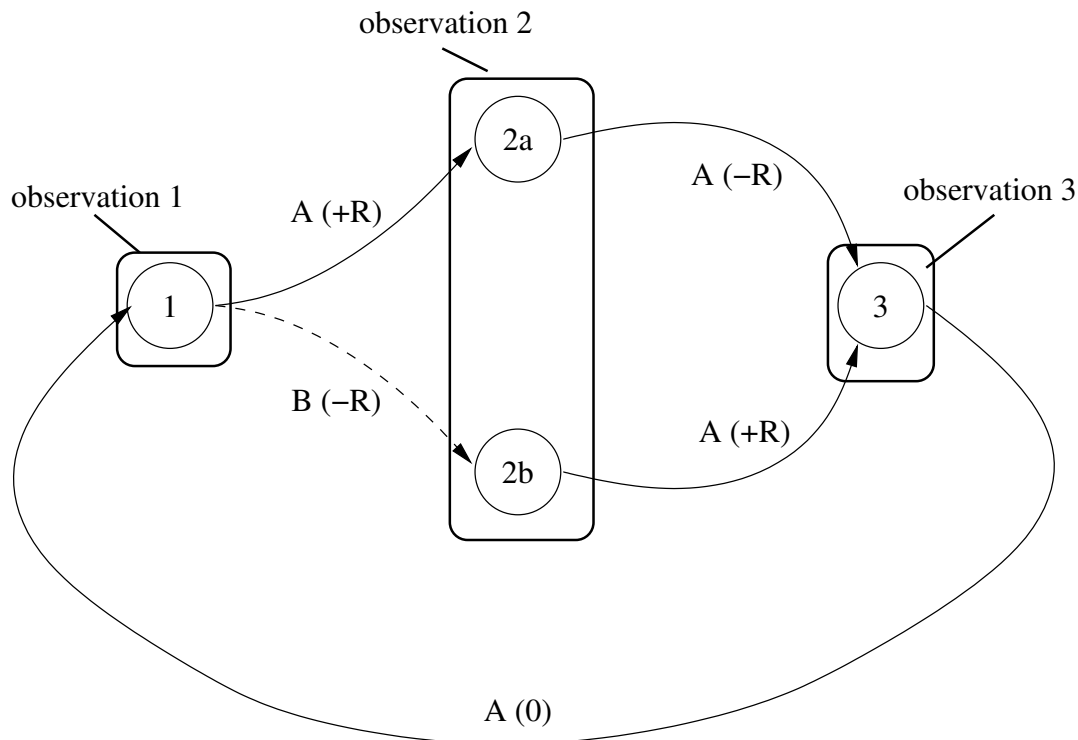 observation 2
2a
A (−R)
observation 1
observation 3
A (+R)
1
3
B (−R)
A (+R)
2b
A (0)